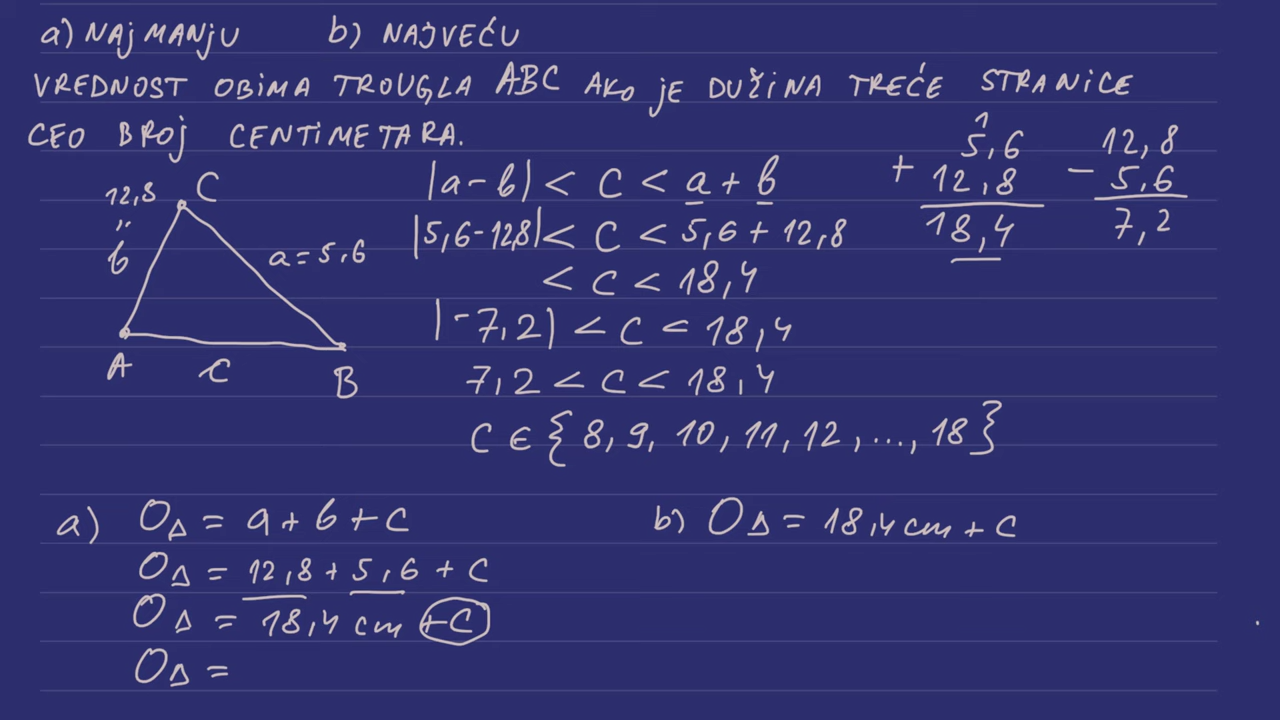 a) NAJMANJU b) NAJVEĆU
VREDNOST OBIMA TROUGLA ABC AKO JE DUŽINA TREĆE STRANICE
CEO BROJ CENTIMETARA.
12,8 C
b
a=5,6
A c B
|a-b| < C < a + b
|5,6-12,8| < C < 5,6 + 12,8
< C < 18,4
|-7,2| < C < 18,4
7,2 < C < 18,4
C ∈ {8, 9, 10, 11, 12, ..., 18}
1
5,6
+ 12,8
18,4
12,8
- 5,6
7,2
a) O△ = a + b + C
O△ = 12,8 + 5,6 + C
O△ = 18,4 cm + C
O△ =
b) O△ = 18,4 cm + C